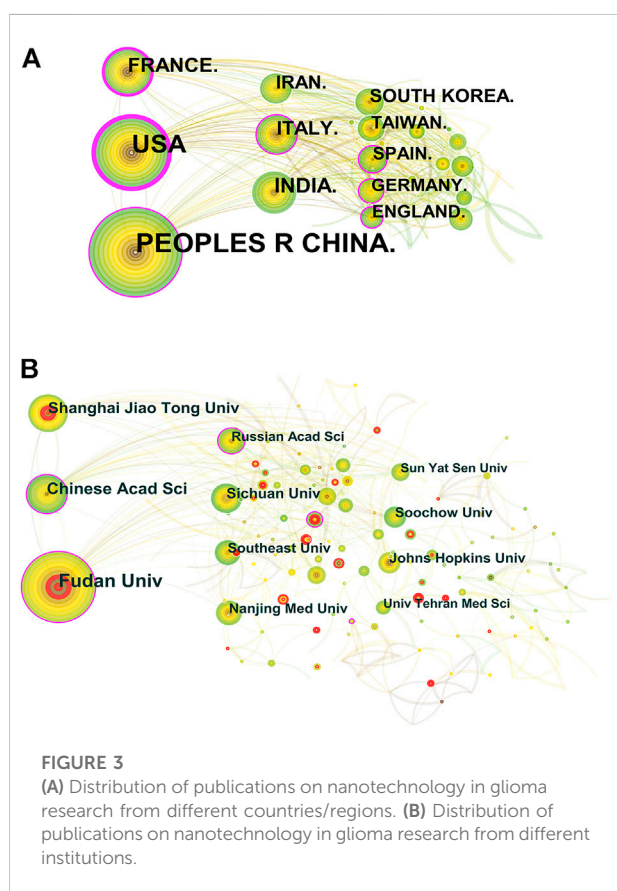 A
FRANCE.
IRAN.
SOUTH KOREA.
TAIWAN.
USA
ITALY.
SPAIN.
INDIA.
GERMANY.
ENGLAND.
PEOPLES R CHINA.
B
Shanghai Jiao Tong Univ
Russian Acad Sci
Sun Yat Sen Univ
Chinese Acad Sci
Sichuan Univ
Soochow Univ
Southeast Univ
Johns Hopkins Univ
Fudan Univ
Nanjing Med Univ
Univ Tehran Med Sci
FIGURE 3
(A) Distribution of publications on nanotechnology in glioma
research from different countries/regions. (B) Distribution of
publications on nanotechnology in glioma research from different
institutions.